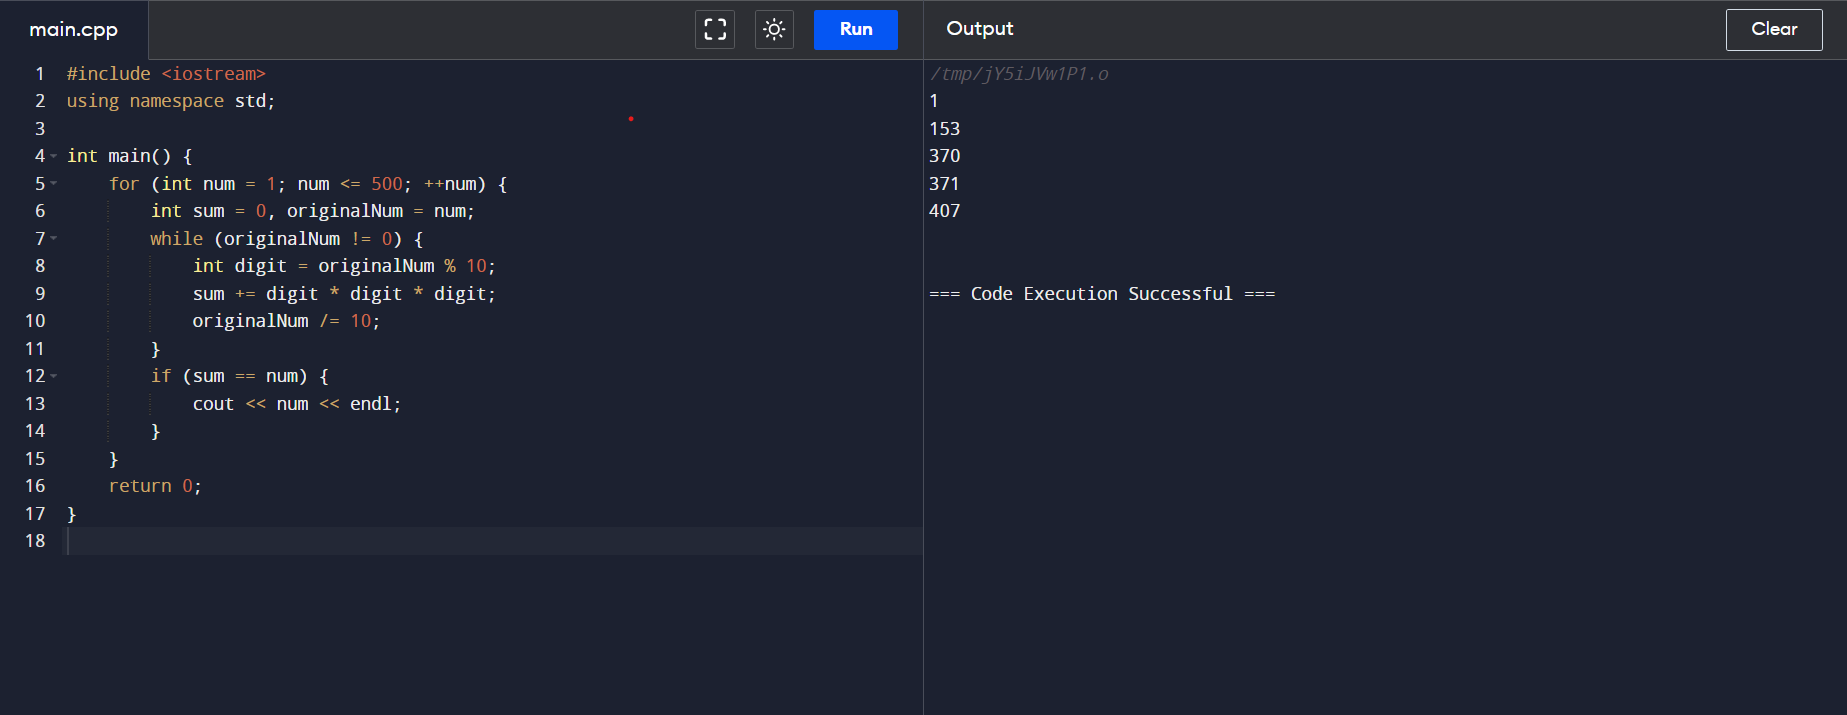 main.cpp
Run
Output
Clear
1 #include <iostream>
2 using namespace std;
3
4 int main() {
5     for (int num = 1; num <= 500; ++num) {
6         int sum = 0, originalNum = num;
7         while (originalNum != 0) {
8             int digit = originalNum % 10;
9             sum += digit * digit * digit;
10             originalNum /= 10;
11         }
12         if (sum == num) {
13             cout << num << endl;
14         }
15     }
16     return 0;
17 }
18
/tmp/jY5iJVw1P1.o
1
153
370
371
407
=== Code Execution Successful ===